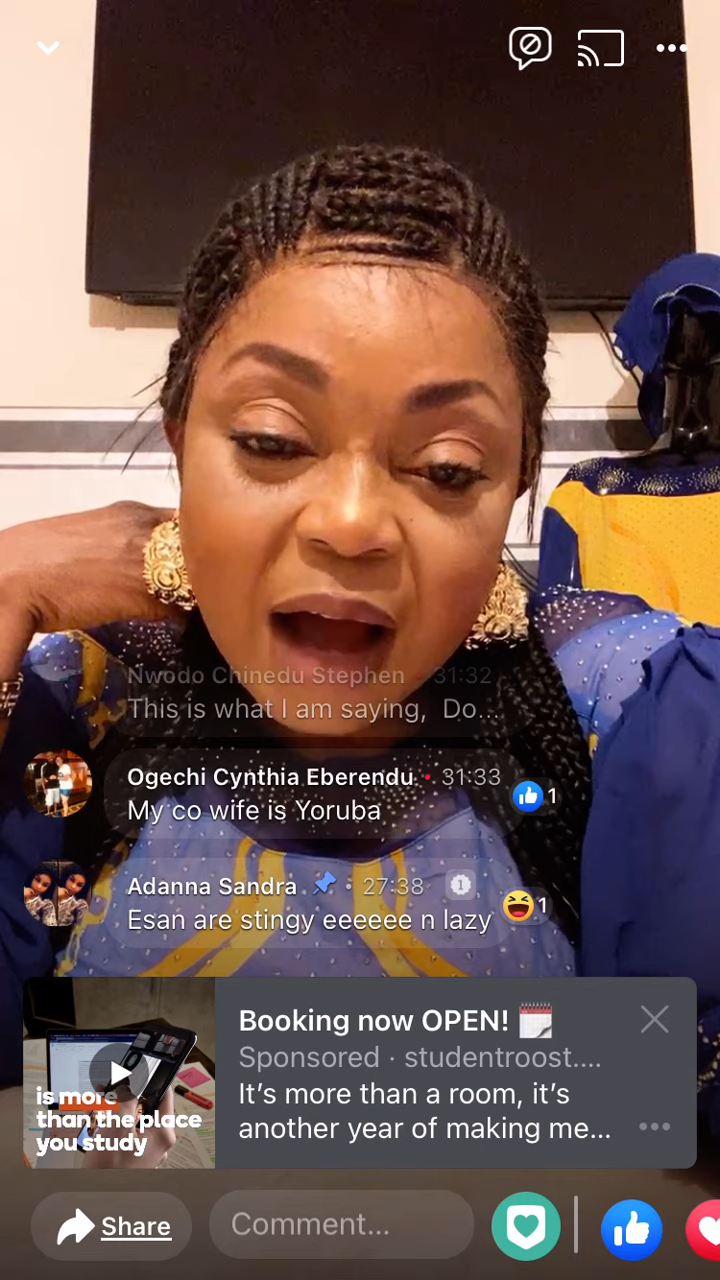 Nwodo Chinedu Stephen 31:32
This is what I am saying, Do...
Ogechi Cynthia Eberendu • 31:33
My co wife is Yoruba
1
Adanna Sandra • 27:38
1
Esan are stingy eeeeee n lazy
1
Booking now OPEN!
Sponsored · studentroost....
It's more than a room, it's
another year of making me...
is more
than the place
you study
Share
Comment...